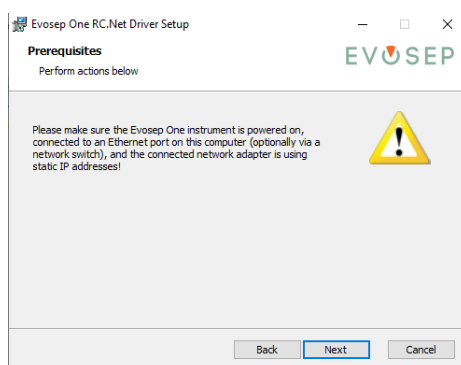 Evosep One RC.Net Driver Setup
Prerequisites
Perform actions below
EVOSEP
Please make sure the Evosep One instrument is powered on,
connected to an Ethernet port on this computer (optionally via a
network switch), and the connected network adapter is using
static IP addresses!
Back
Next
Cancel